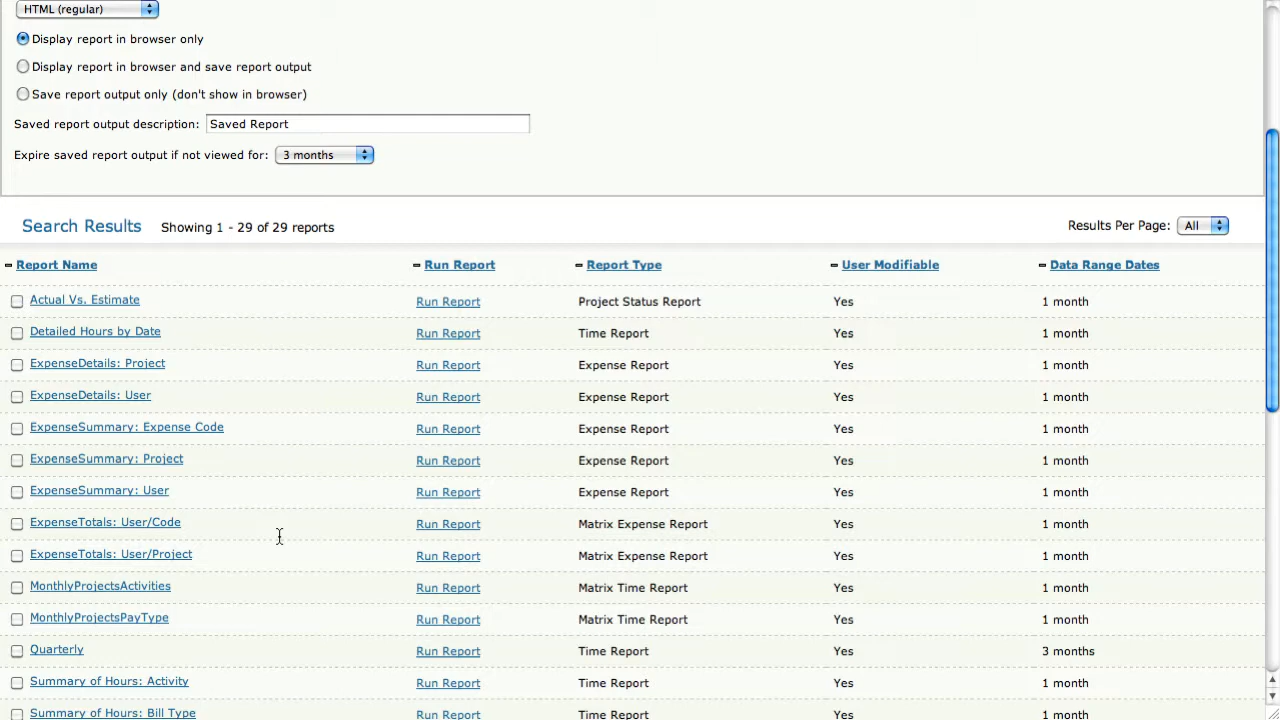 HTML (regular)
Display report in browser only
Display report in browser and save report output
Save report output only (don't show in browser)
Saved report output description: Saved Report
Expire saved report output if not viewed for: 3 months
Search Results Showing 1 - 29 of 29 reports Results Per Page: All
Report Name Run Report Report Type User Modifiable Data Range Dates
Actual Vs. Estimate Run Report Project Status Report Yes 1 month
Detailed Hours by Date Run Report Time Report Yes 1 month
ExpenseDetails: Project Run Report Expense Report Yes 1 month
ExpenseDetails: User Run Report Expense Report Yes 1 month
ExpenseSummary: Expense Code Run Report Expense Report Yes 1 month
ExpenseSummary: Project Run Report Expense Report Yes 1 month
ExpenseSummary: User Run Report Expense Report Yes 1 month
ExpenseTotals: User/Code Run Report Matrix Expense Report Yes 1 month
ExpenseTotals: User/Project Run Report Matrix Expense Report Yes 1 month
MonthlyProjectsActivities Run Report Matrix Time Report Yes 1 month
MonthlyProjectsPayType Run Report Matrix Time Report Yes 1 month
Quarterly Run Report Time Report Yes 3 months
Summary of Hours: Activity Run Report Time Report Yes 1 month
Summary of Hours: Bill Type Run Report Time Report Yes 1 month